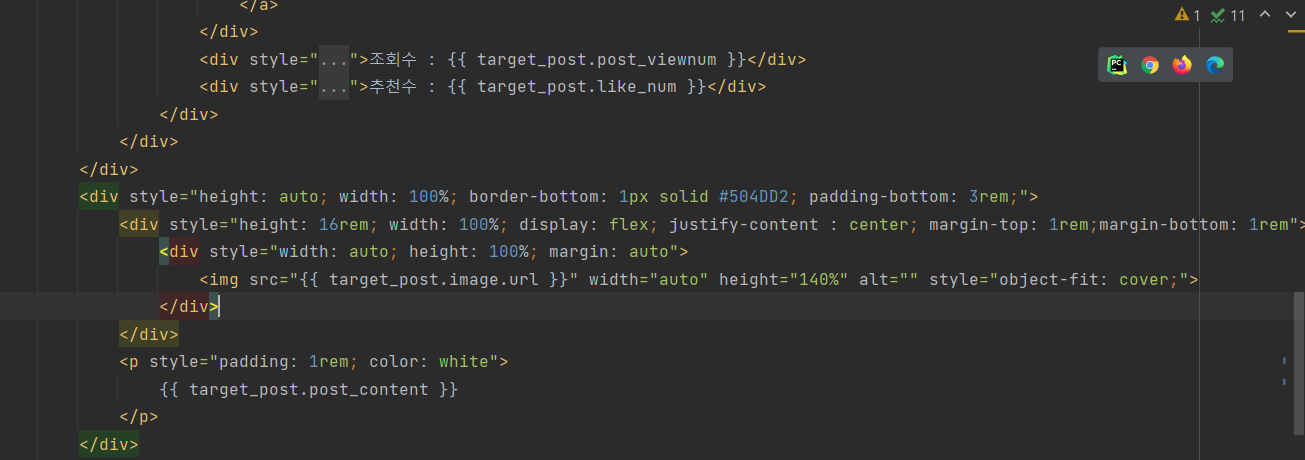 </a>
⚠ 1 11
</div>
<div style="...">조회수 : {{ target_post.post_viewnum }}</div>
<div style="...">추천수 : {{ target_post.like_num }}</div>
</div>
</div>
</div>
<div style="height: auto; width: 100%; border-bottom: 1px solid #504DD2; padding-bottom: 3rem;">
<div style="height: 16rem; width: 100%; display: flex; justify-content : center; margin-top: 1rem;margin-bottom: 1rem">
<div style="width: auto; height: 100%; margin: auto">
<img src="{{ target_post.image.url }}" width="auto" height="140%" alt="" style="object-fit: cover;">
</div>
</div>
<p style="padding: 1rem; color: white">
{{ target_post.post_content }}
</p>
</div>